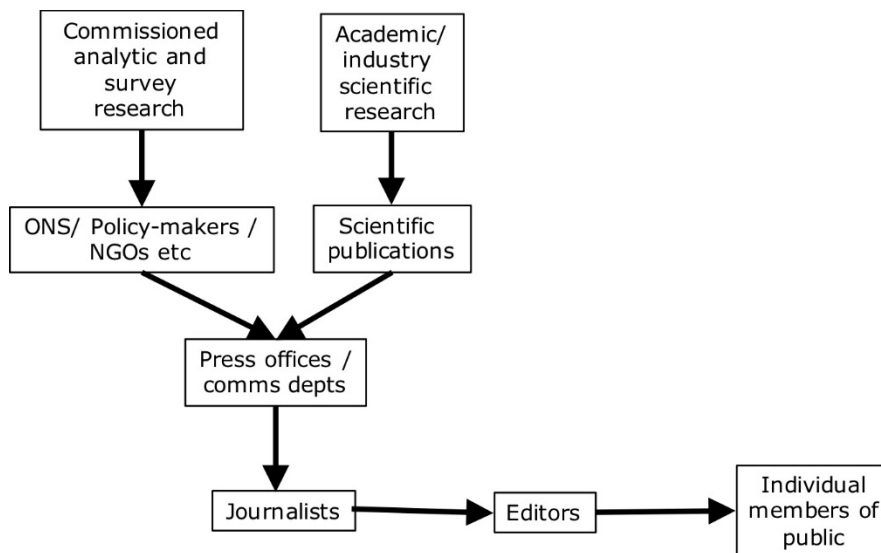 Commissioned
analytic and
survey
research
Academic/
industry
scientific
research
ONS/ Policy-makers /
NGOs etc
Scientific
publications
Press offices /
comms depts
Journalists
Editors
Individual
members of
public